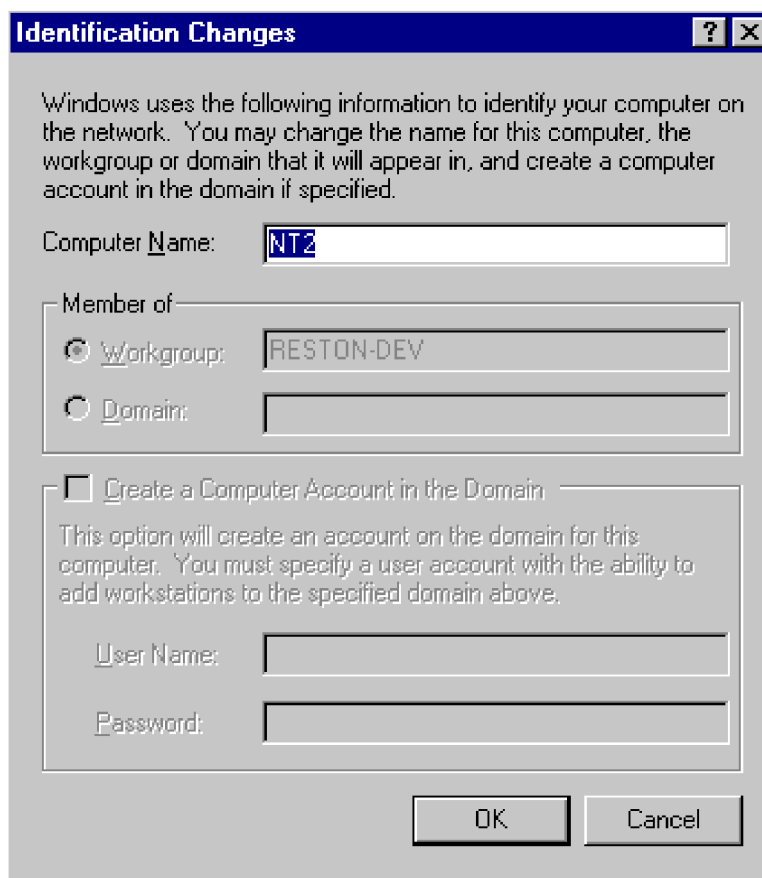 Identification Changes
Windows uses the following information to identify your computer on
the network. You may change the name for this computer, the
workgroup or domain that it will appear in, and create a computer
account in the domain if specified.
Computer Name: NT2
Member of
Workgroup: RESTON-DEV
Domain:
Create a Computer Account in the Domain
This option will create an account on the domain for this
computer. You must specify a user account with the ability to
add workstations to the specified domain above.
User Name:
Password:
OK Cancel